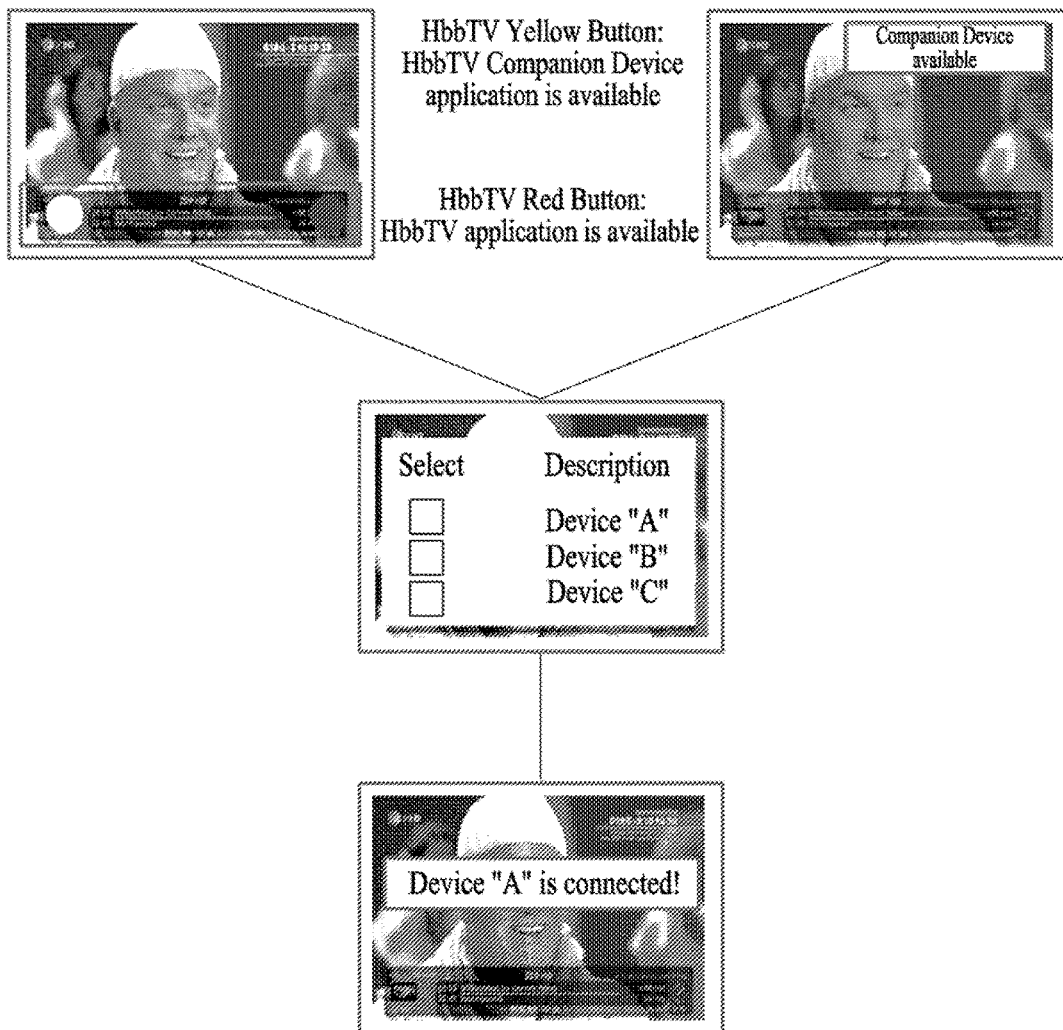 HbbTV Yellow Button:
HbbTV Companion Device
application is available
Companion Device
available
HbbTV Red Button:
HbbTV application is available
Select Description
Device "A"
Device "B"
Device "C"
Device "A" is connected!